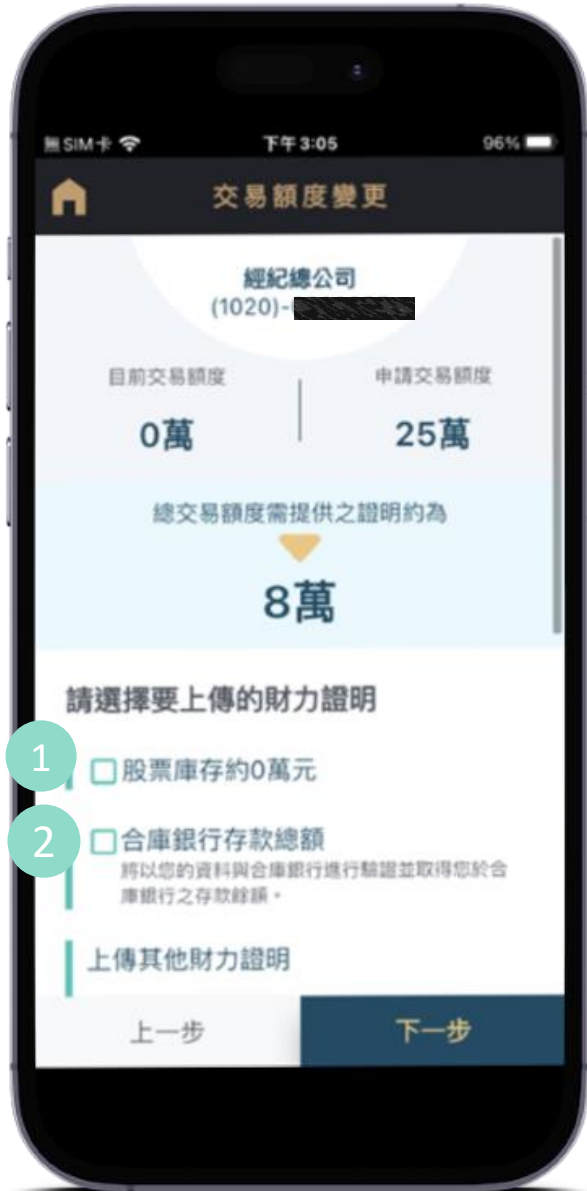 無SIM卡
下午3:05
96%
交易額度變更
經紀總公司
(1020)-
目前交易額度
申請交易額度
0萬
25萬
總交易額度需提供之證明約為
8萬
請選擇要上傳的財力證明
1
股票庫存約0萬元
2
合庫銀行存款總額
將以您的資料與合庫銀行進行驗證並取得您於合
庫銀行之存款餘額。
上傳其他財力證明
上一步
下一步